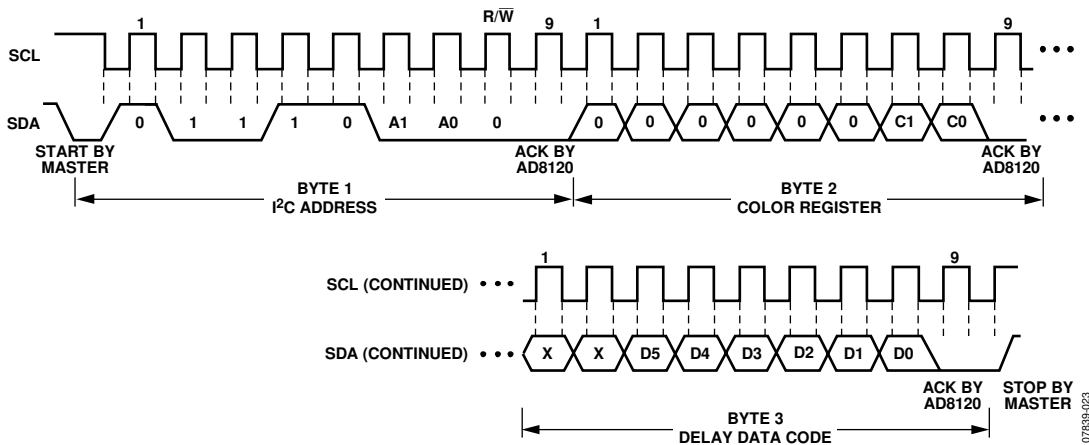 R/W
1 9 1 9
SCL
SDA 0 1 1 1 0 A1 A0 0 0 0 0 0 0 0 C1 C0
START BY
MASTER
ACK BY
AD8120
ACK BY
AD8120
BYTE 1
I²C ADDRESS
BYTE 2
COLOR REGISTER
1 9
SCL (CONTINUED)
SDA (CONTINUED) X X D5 D4 D3 D2 D1 D0
ACK BY
AD8120
STOP BY
MASTER
BYTE 3
DELAY DATA CODE
07839-023